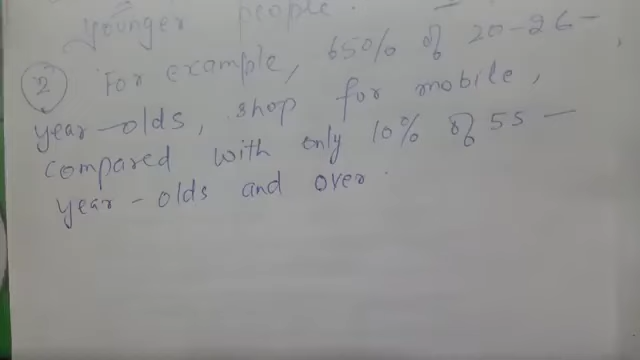 younger people.
② For example, 65% of 20-26-
year-olds, shop for mobile,
compared with only 10% of 55-
year-olds and over.